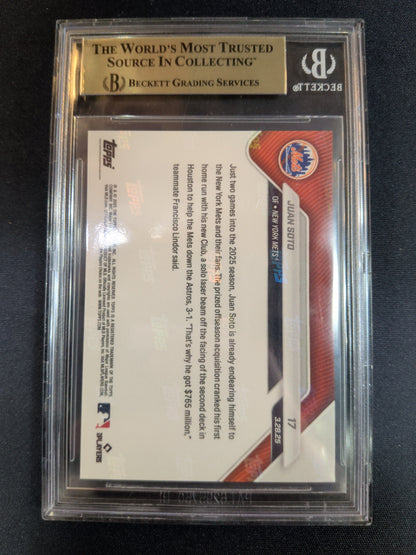 THE WORLD'S MOST TRUSTED
SOURCE IN COLLECTING™
BECKETT GRADING SERVICES
BECKETT
Mets
JUAN SOTO
OF • NEW YORK METS®
17
3.28.25
Just two games into the 2025 season, Juan Soto is already endearing himself to
the New York Mets and their fans. The prized offseason acquisition cranked his first
home run with his new Club, a solo laser beam off the facing of the second deck in
Houston to help the Mets down the Astros, 3-1. "That's why he got $765 million,"
teammate Francisco Lindor said.
topps
PLAYERS